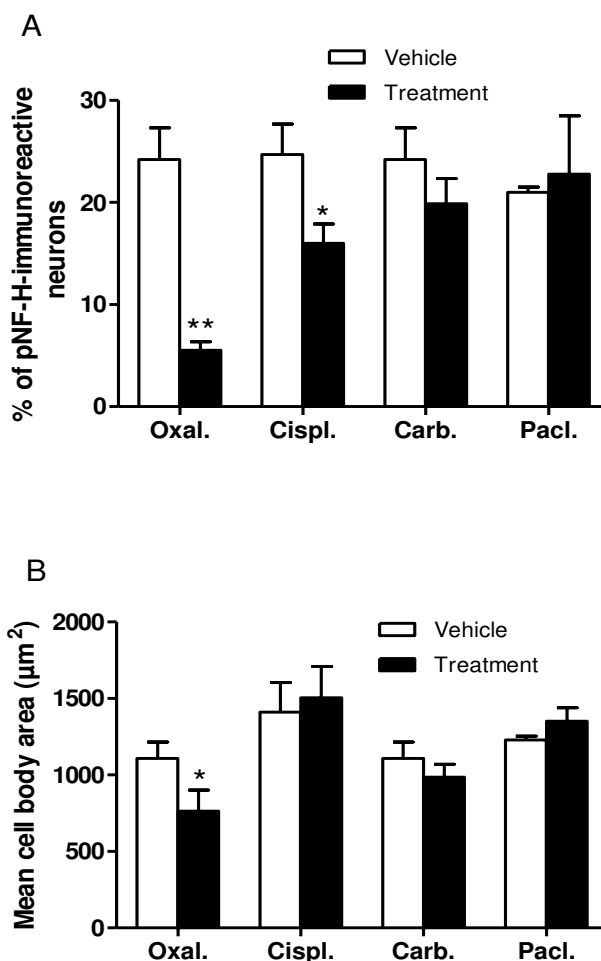 A
Vehicle
Treatment
% of pNF-H-immunoreactive
neurons
30
20
10
0
**
*
Oxal. Cispl. Carb. Pacl.
B
Vehicle
Treatment
Mean cell body area (µm²)
2000
1500
1000
500
0
*
Oxal. Cispl. Carb. Pacl.